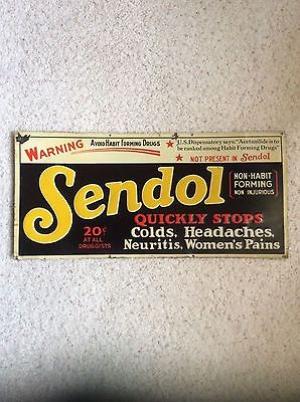 WARNING AVOID HABIT FORMING DRUGS
U.S. Dispensatory says: "Acetanilide is to
be ranked among Habit Forming Drugs"
NOT PRESENT IN Sendol
Sendol
NON-HABIT
FORMING
NON INJURIOUS
QUICKLY STOPS
20¢
AT ALL
DRUGGISTS
Colds, Headaches,
Neuritis, Women's Pains